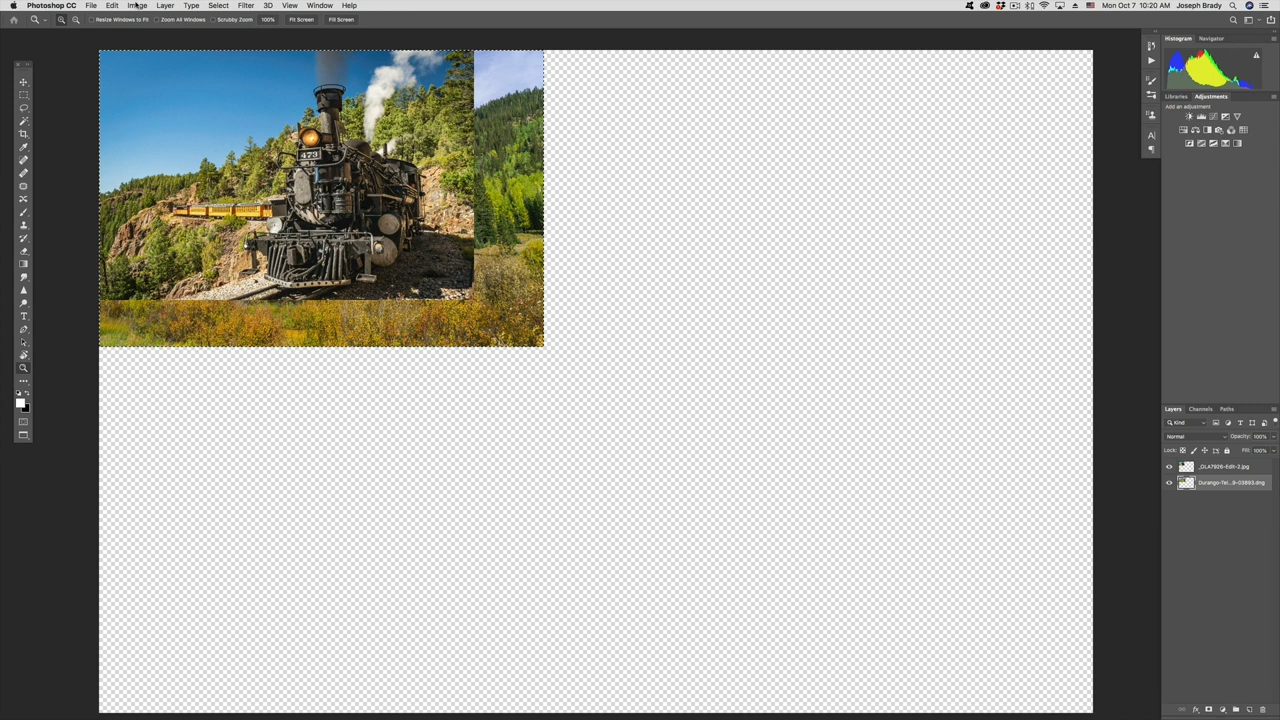 Photoshop CC File Edit Image Layer Type Select Filter 3D View Window Help Mon Oct 7 10:20 AM Joseph Brady
Resize Windows to Fit Zoom All Windows Scrubby Zoom 100% Fit Screen Fill Screen
Histogram Navigator
Libraries Adjustments
Add an adjustment
473
Layers Channels Paths
Kind
Normal Opacity: 100%
Lock: Fill: 100%
_DLA7926-Edit-2.jpg
Durango-Tel...9-03893.dng